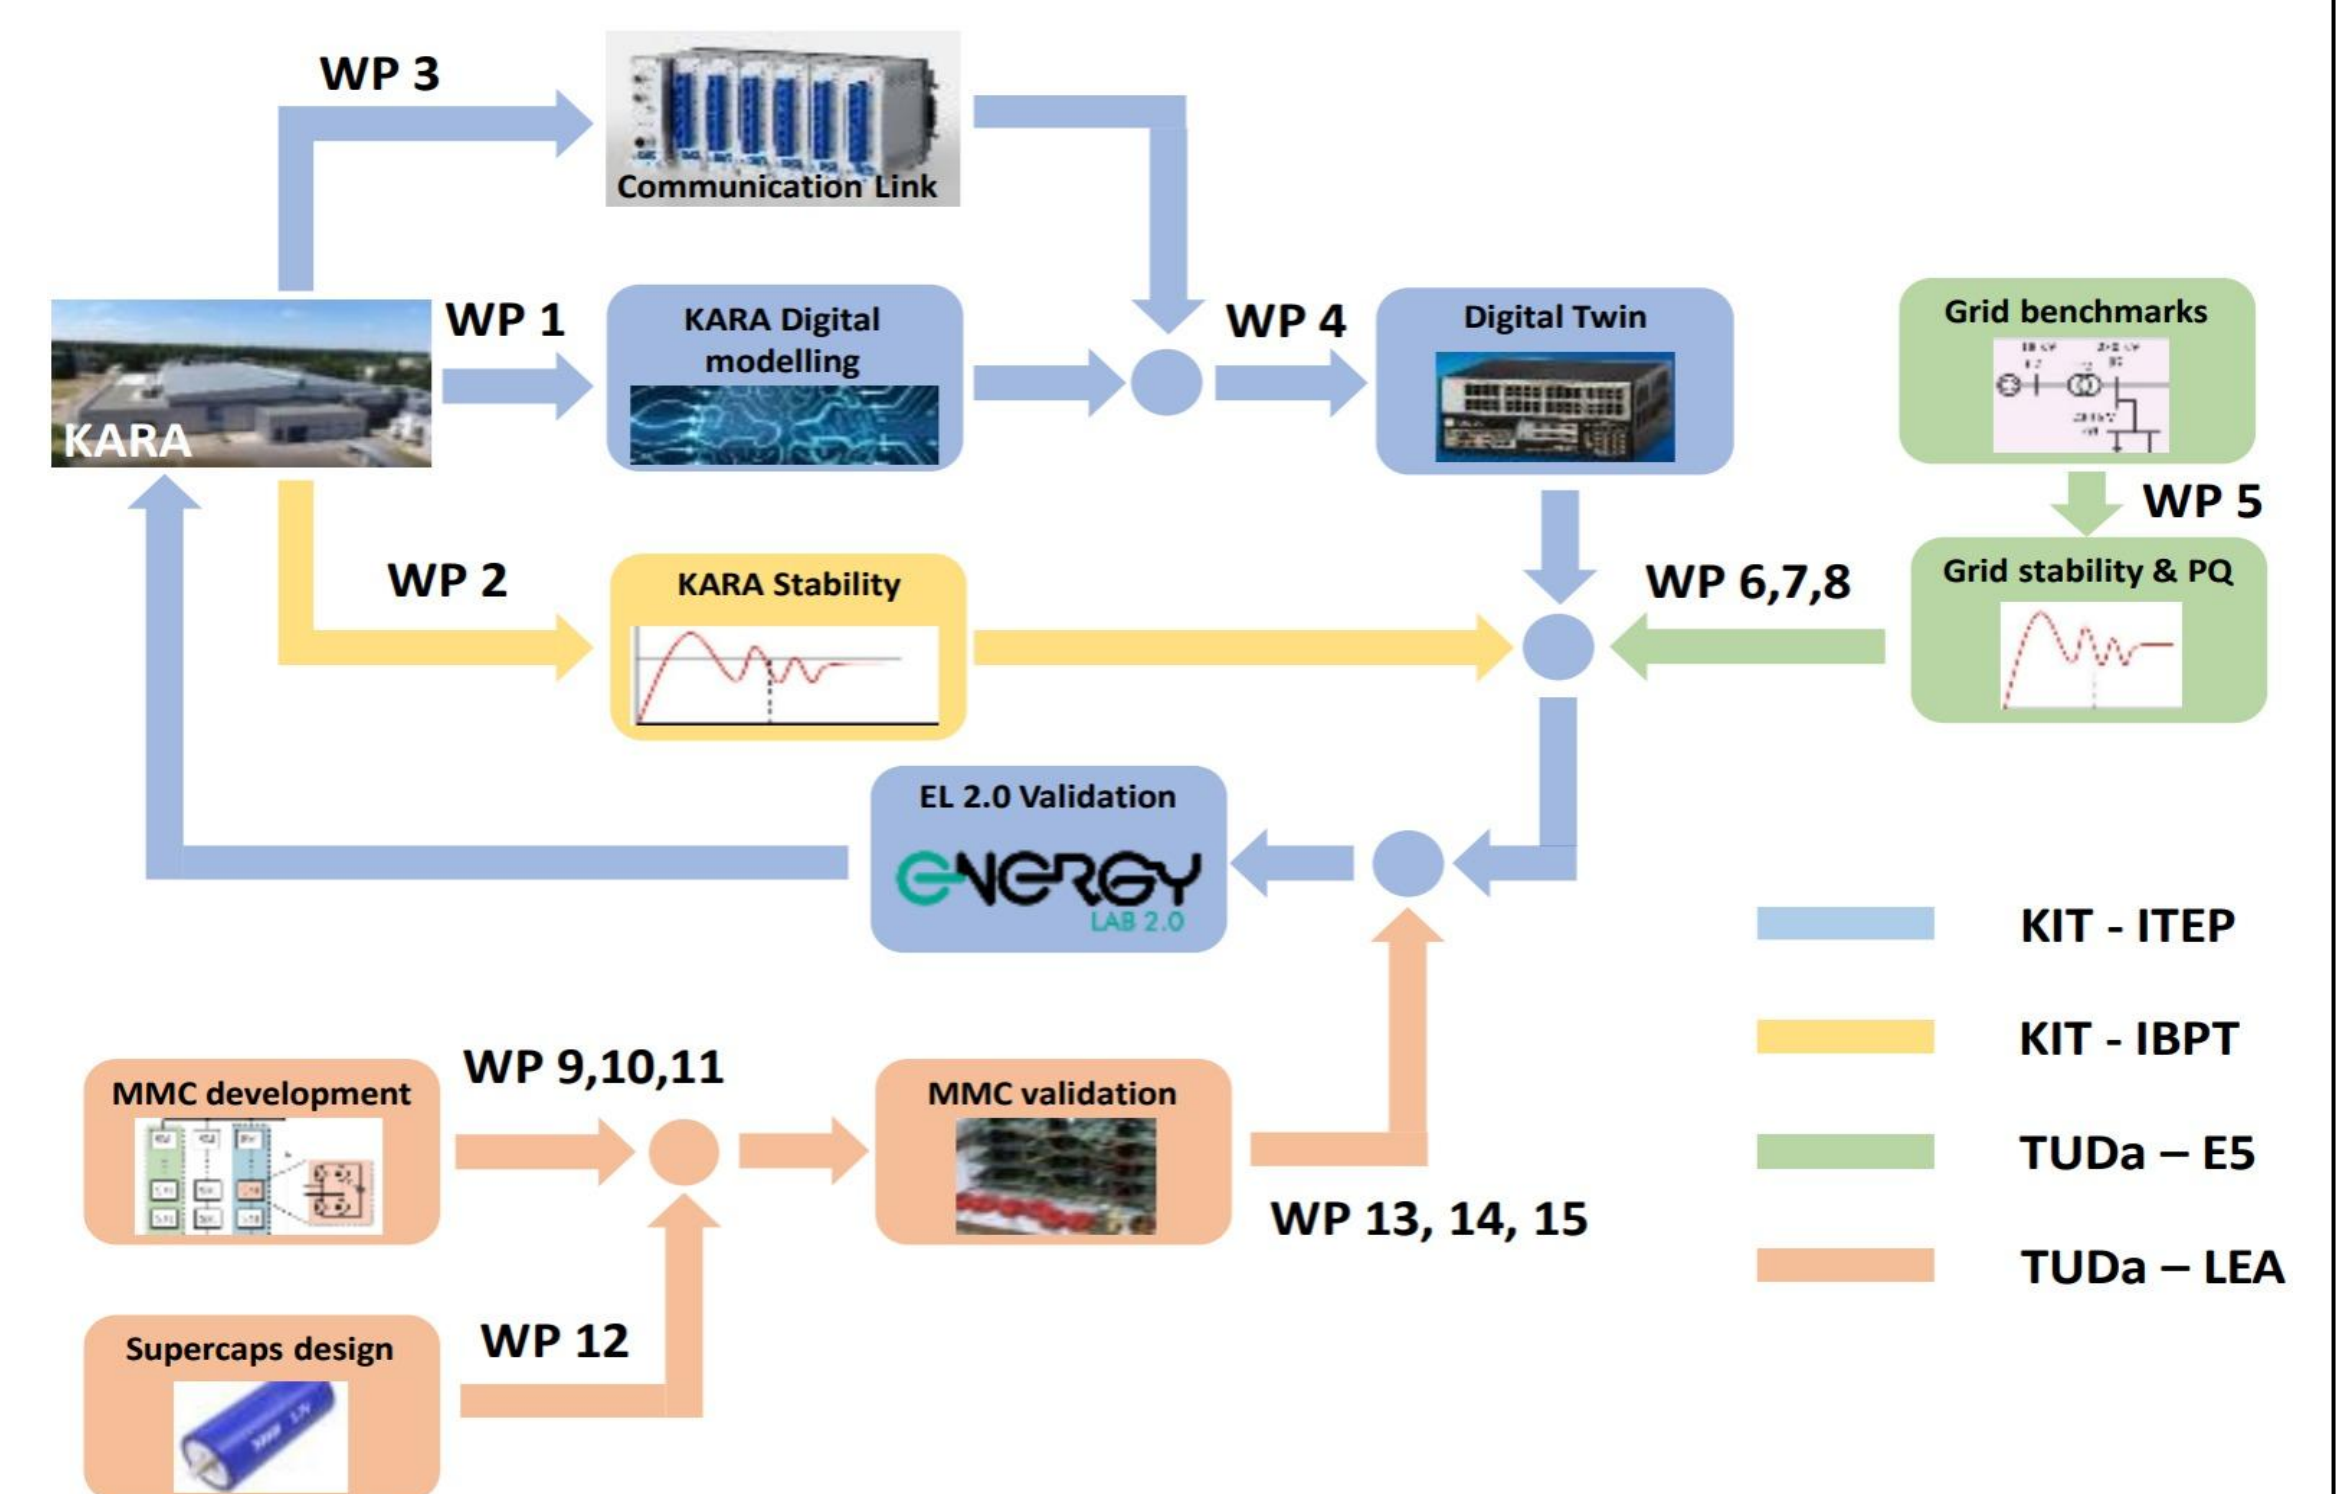 WP 3
Communication Link
KARA
WP 1
KARA Digital
modelling
WP 4
Digital Twin
Grid benchmarks
WP 5
WP 2
KARA Stability
WP 6,7,8
Grid stability & PQ
EL 2.0 Validation
eNERGY
LAB 2.0
KIT - ITEP
KIT - IBPT
TUDa – E5
TUDa – LEA
MMC development
WP 9,10,11
MMC validation
WP 13, 14, 15
Supercaps design
WP 12